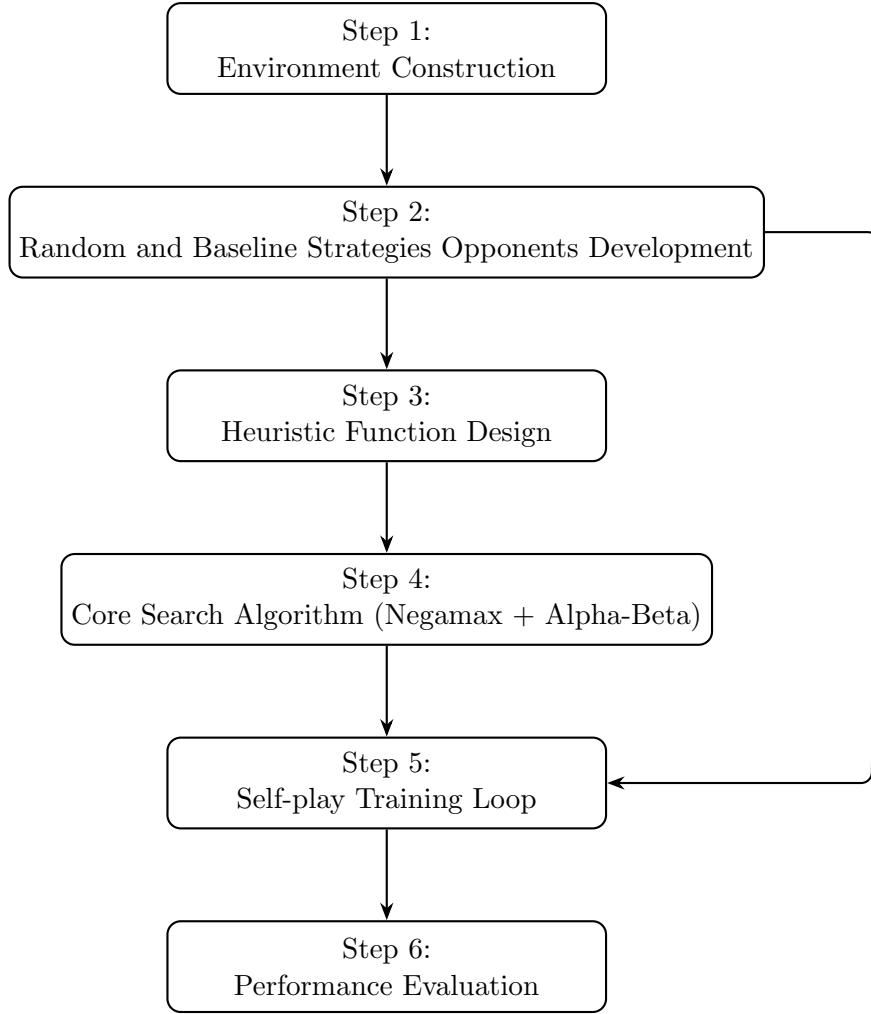 Step 1:
Environment Construction
Step 2:
Random and Baseline Strategies Opponents Development
Step 3:
Heuristic Function Design
Step 4:
Core Search Algorithm (Negamax + Alpha-Beta)
Step 5:
Self-play Training Loop
Step 6:
Performance Evaluation